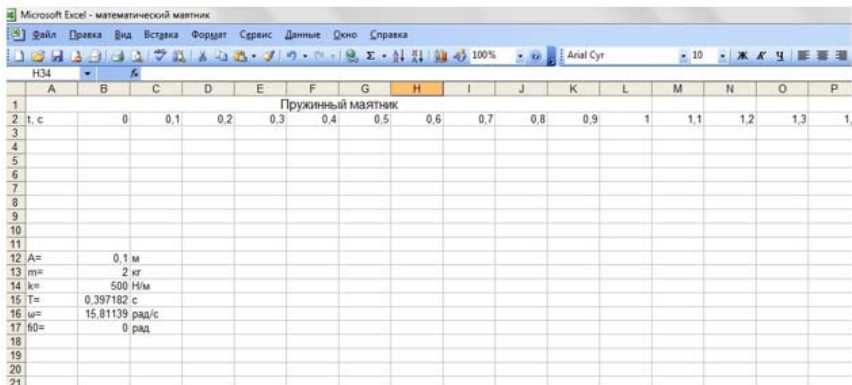 Microsoft Excel - математический маятник
Файл Правка Вид Вставка Формат Сервис Данные Окно Справка
100% Arial Cyr 10 Ж К Ч
H34 fx
A B C D E F G H I J K L M N O P
1 Пружинный маятник
2 t, c 0 0,1 0,2 0,3 0,4 0,5 0,6 0,7 0,8 0,9 1 1,1 1,2 1,3 1,
3
4
5
6
7
8
9
10
11
12 A= 0,1 м
13 m= 2 кг
14 k= 500 Н/м
15 T= 0,397182 с
16 ω= 15,81139 рад/с
17 fi0= 0 рад
18
19
20
21